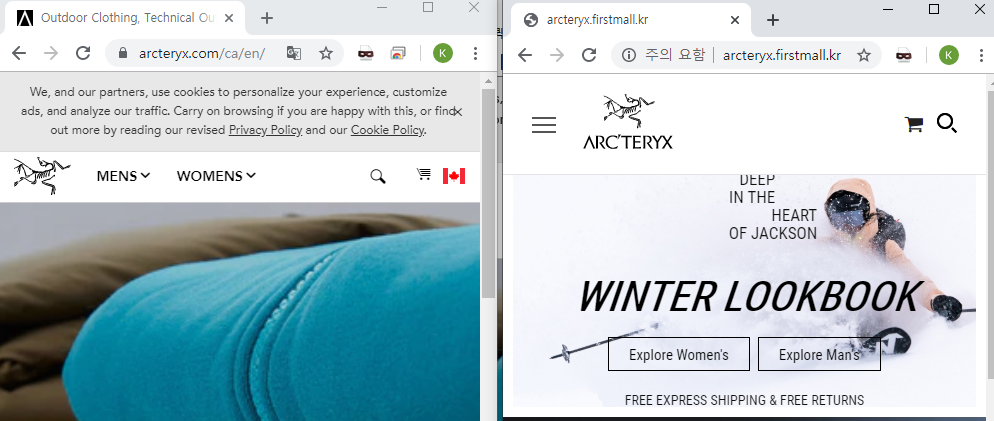 Outdoor Clothing, Technical Ou
arcteryx.com/ca/en/
K
We, and our partners, use cookies to personalize your experience, customize
ads, and analyze our traffic. Carry on browsing if you are happy with this, or find
out more by reading our revised Privacy Policy and our Cookie Policy.
MENS
WOMENS
arcteryx.firstmall.kr
주의 요함
arcteryx.firstmall.kr
K
ARC'TERYX
DEEP
IN THE
HEART
OF JACKSON
WINTER LOOKBOOK
Explore Women's
Explore Man's
FREE EXPRESS SHIPPING & FREE RETURNS